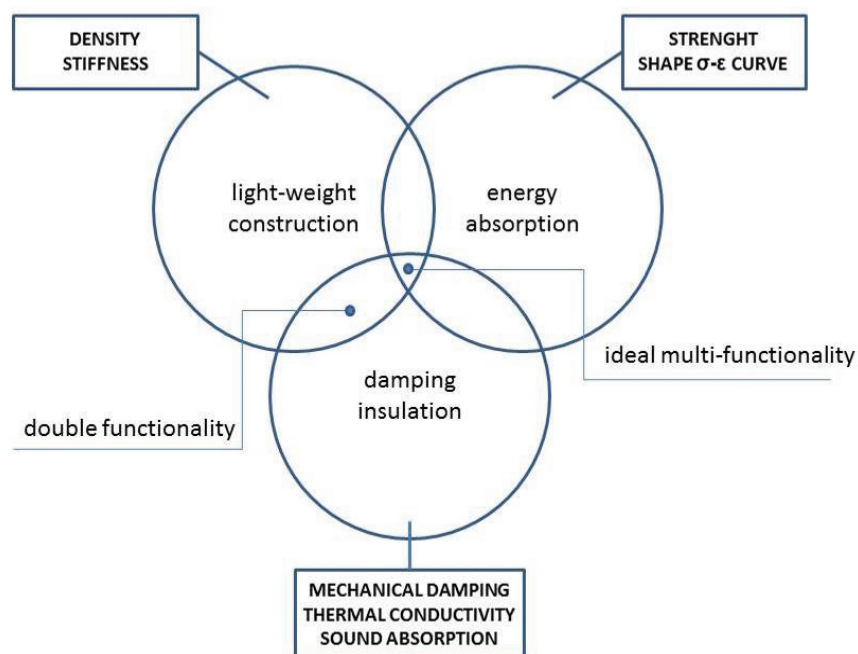 DENSITY
STIFFNESS
STRENGHT
SHAPE σ-ε CURVE
light-weight
construction
energy
absorption
ideal multi-functionality
damping
insulation
double functionality
MECHANICAL DAMPING
THERMAL CONDUCTIVITY
SOUND ABSORPTION